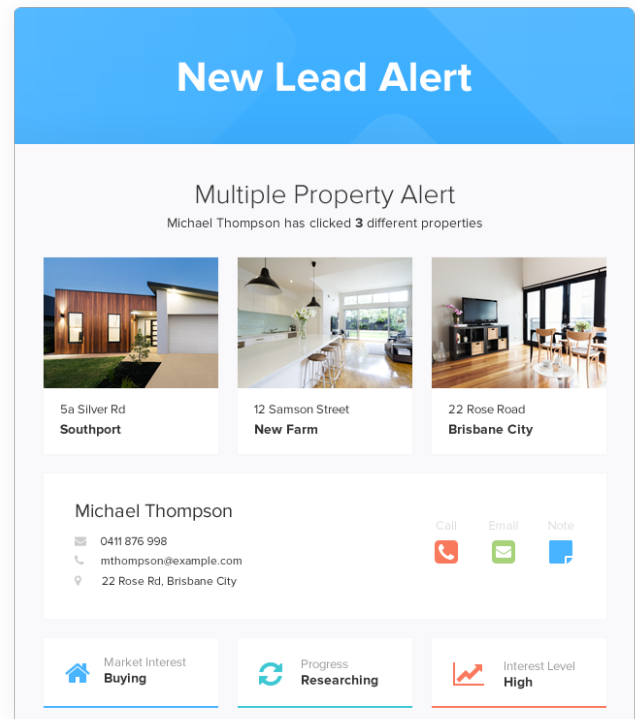 New Lead Alert
Multiple Property Alert
Michael Thompson has clicked 3 different properties
5a Silver Rd
Southport
12 Samson Street
New Farm
22 Rose Road
Brisbane City
Michael Thompson
0411 876 998
mthompson@example.com
22 Rose Rd, Brisbane City
Call
Email
Note
Market Interest
Buying
Progress
Researching
Interest Level
High